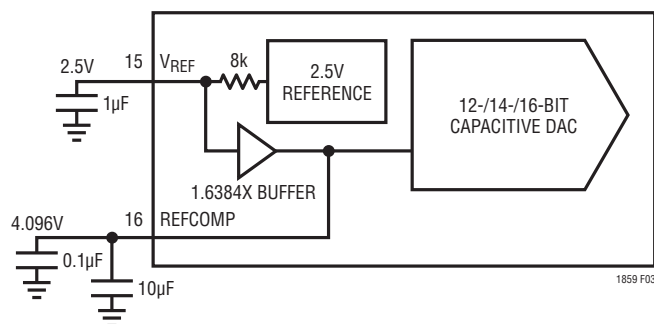 2.5V
15
VREF
8k
2.5V
REFERENCE
12-/14-/16-BIT
CAPACITIVE DAC
1µF
1.6384X BUFFER
4.096V
16
REFCOMP
0.1µF
10µF
1859 F03